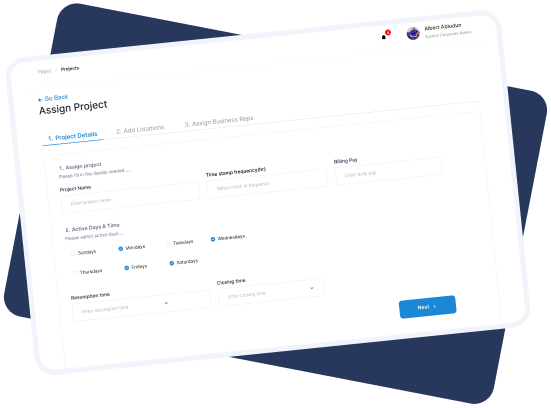 Albert Abiodun
System Corporate Admin
Pages / Projects
Go Back
Assign Project
1. Project Details
2. Add Locations
3. Assign Business Reps
1. Assign project
Please fill in the details needed....
Project Name
Time stamp frequency(hr)
Billing Pay
Enter project name
Select clock in frequency
Enter daily pay
2. Active Days & Time
Please select active days.....
Sundays
Mondays
Tuesdays
Wednesdays
Thursdays
Fridays
Saturdays
Resumption time
Closing time
Enter resumption time
Enter closing time
Next